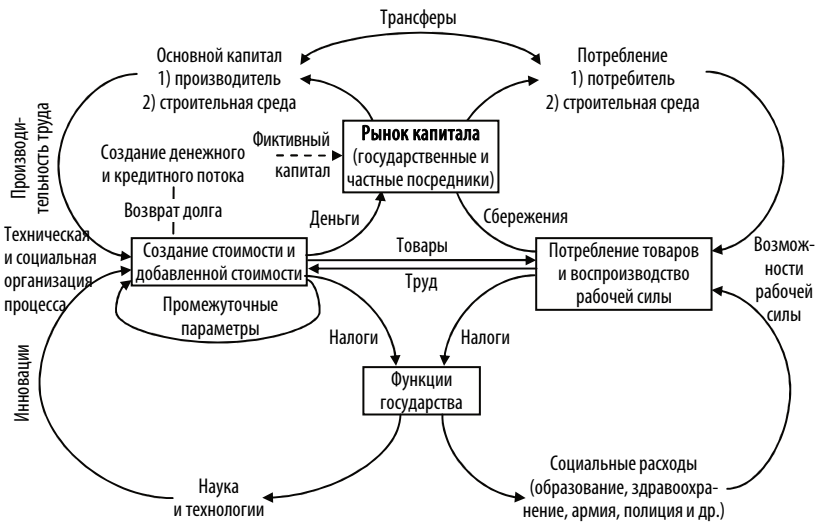 Трансферы
Основной капитал
1) производитель
2) строительная среда
Потребление
1) потребитель
2) строительная среда
Производи-
тельность труда
Создание денежного
и кредитного потока
Возврат долга
Фиктивный
капитал
Рынок капитала
(государственные и
частные посредники)
Деньги
Сбережения
Техническая
и социальная
организация
процесса
Создание стоимости и
добавленной стоимости
Товары
Труд
Потребление товаров
и воспроизводство
рабочей силы
Возмож-
ности
рабочей
силы
Промежуточные
параметры
Налоги
Налоги
Инновации
Функции
государства
Наука
и технологии
Социальные расходы
(образование, здравоохра-
нение, армия, полиция и др.)